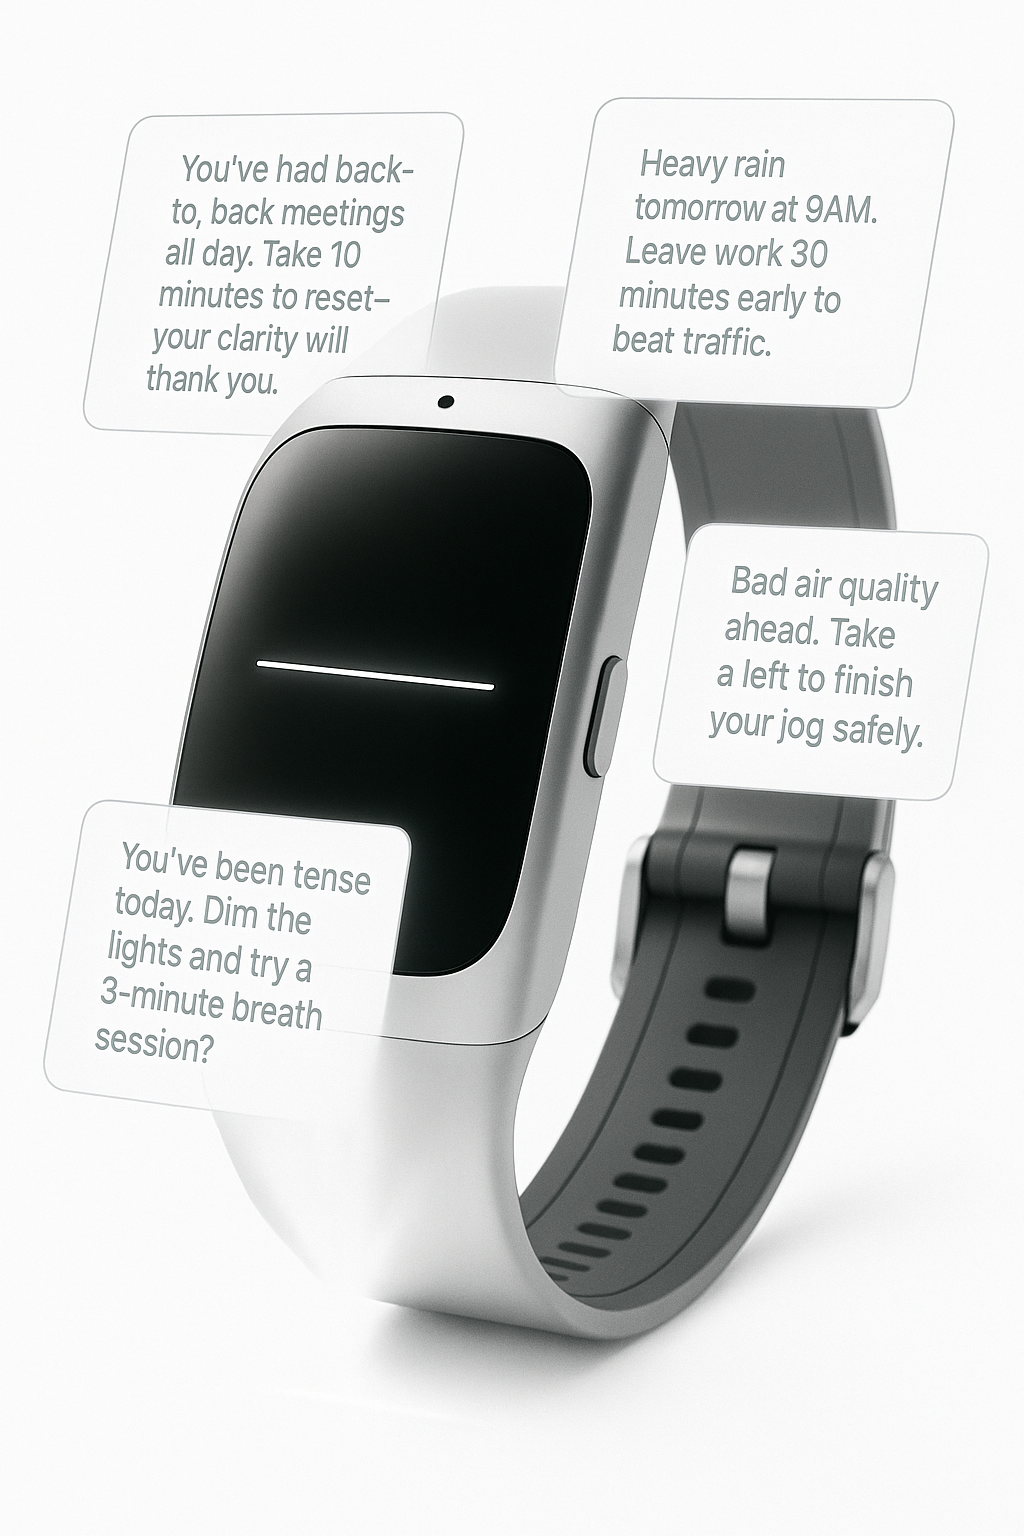 You've had back-
to, back meetings
all day. Take 10
minutes to reset–
your clarity will
thank you.
Heavy rain
tomorrow at 9AM.
Leave work 30
minutes early to
beat traffic.
Bad air quality
ahead. Take
a left to finish
your jog safely.
You've been tense
today. Dim the
lights and try a
3-minute breath
session?